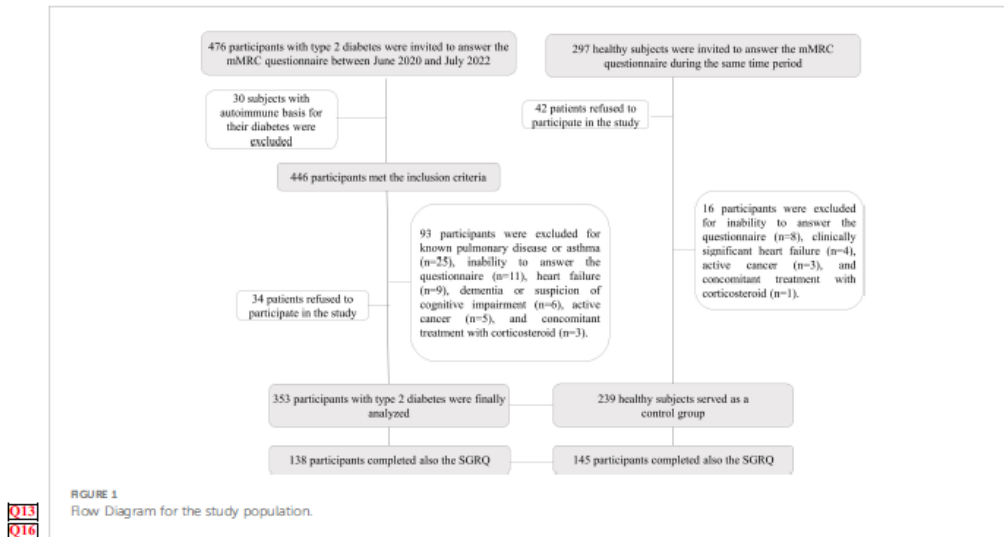 476 participants with type 2 diabetes were invited to answer the
mMRC questionnaire between June 2020 and July 2022
297 healthy subjects were invited to answer the mMRC
questionnaire during the same time period
30 subjects with
autoimmune basis for
their diabetes were
excluded
42 patients refused to
participate in the study
446 participants met the inclusion criteria
93 participants were excluded for
known pulmonary disease or asthma
(n=25), inability to answer the
questionnaire (n=11), heart failure
(n=9), dementia or suspicion of
cognitive impairment (n=6), active
cancer (n=5), and concomitant
treatment with corticosteroid (n=3).
16 participants were excluded
for inability to answer the
questionnaire (n=8), clinically
significant heart failure (n=4),
active cancer (n=3), and
concomitant treatment with
corticosteroid (n=1).
34 patients refused to
participate in the study
353 participants with type 2 diabetes were finally
analyzed
239 healthy subjects served as a
control group
138 participants completed also the SGRQ
145 participants completed also the SGRQ
FIGURE 1
Flow Diagram for the study population.
Q13
Q16